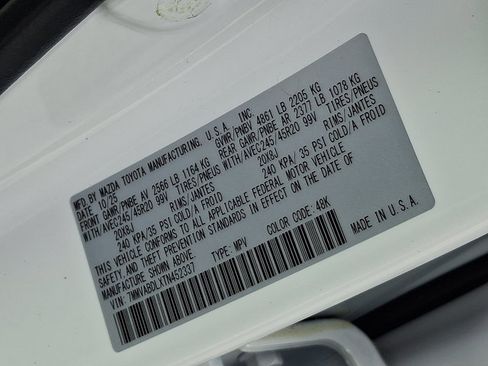 MFD.BY MAZDA TOYOTA MANUFACTURING, U.S.A., INC.
DATE: 10/25 GVWR/PNBV 4861 LB 2205 KG
FRONT GAWR/PNBE AV 2566 LB 1164 KG REAR GAWR/PNBE AR 2377 LB 1078 KG
WITH/AVEC 245/45R20 99V TIRES/PNEUS WITH/AVEC 245/45R20 99V TIRES/PNEUS
20X8J RIMS/JANTES 20X8J RIMS/JANTES
240 KPA/35 PSI COLD/A FROID 240 KPA/35 PSI COLD/A FROID
THIS VEHICLE CONFORMS TO ALL APPLICABLE FEDERAL MOTOR VEHICLE
SAFETY AND THEFT PREVENTION STANDARDS IN EFFECT ON THE DATE OF
MANUFACTURE SHOWN ABOVE.
VIN: TYPE: MPV COLOR CODE: 48K
MADE IN U.S.A.